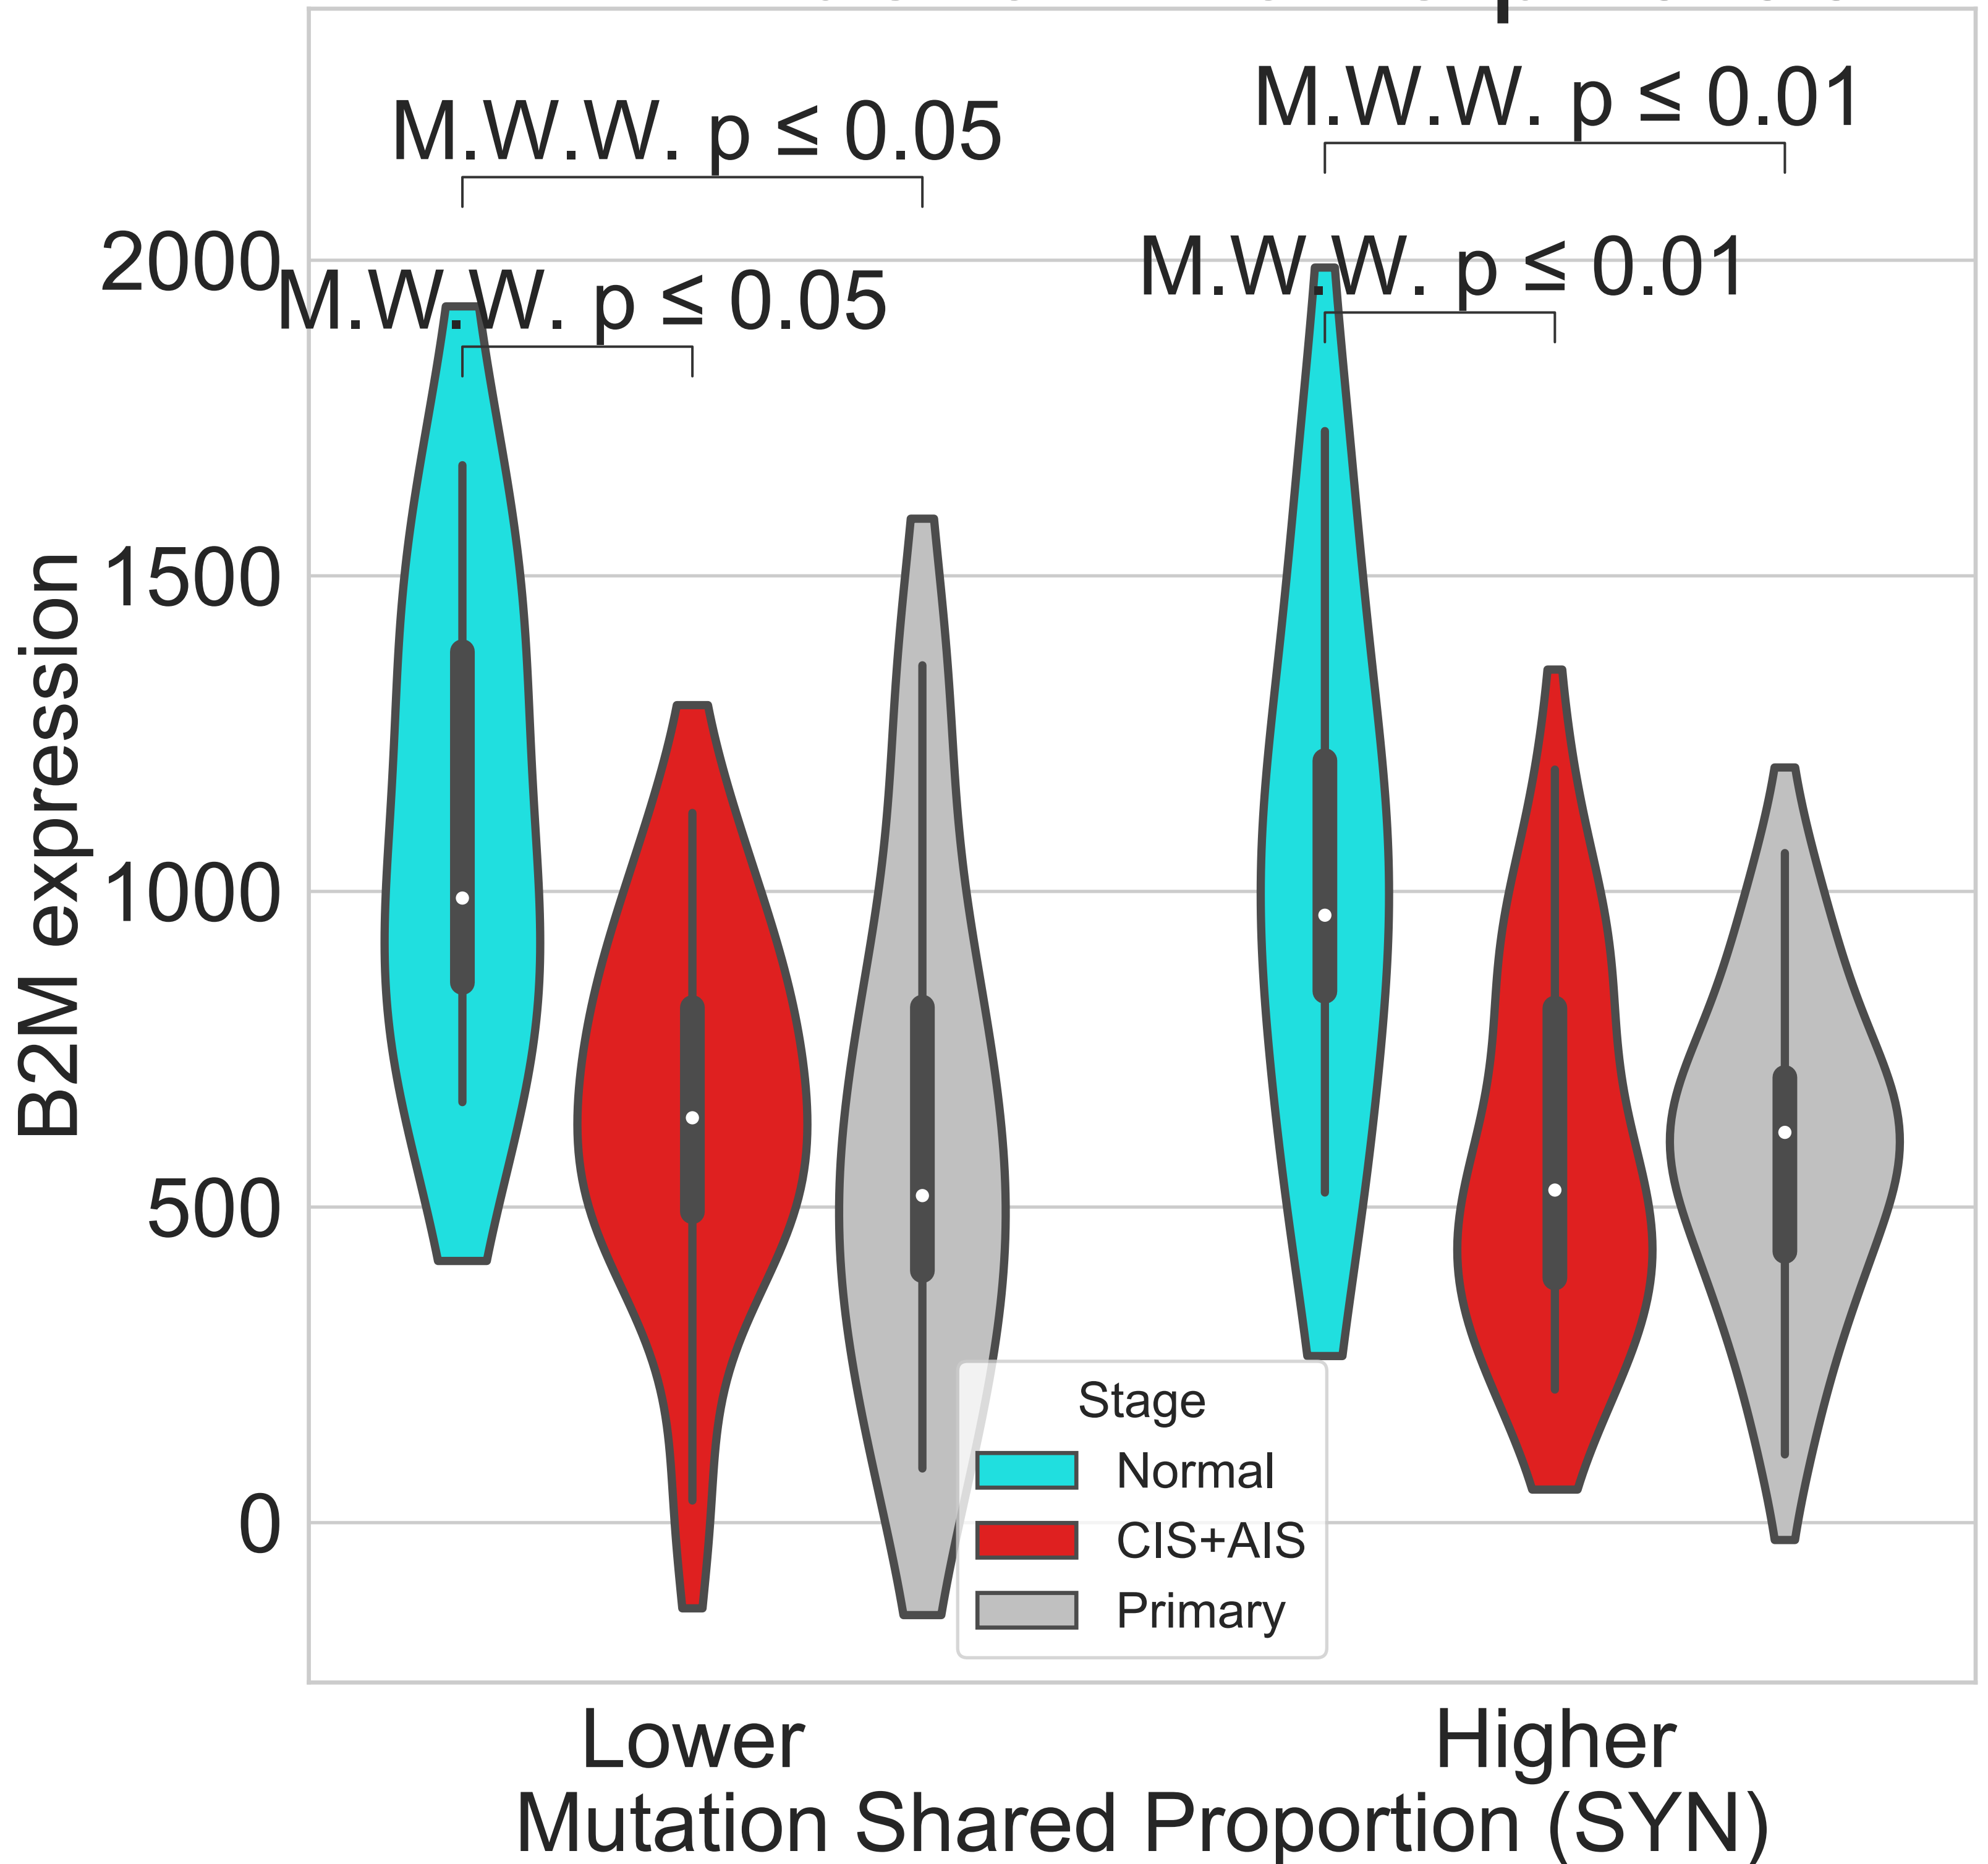 M.W.W. p ≤ 0.01
M.W.W. p ≤ 0.05
M.W.W. p ≤ 0.01
M.W.W. p ≤ 0.05
2000
1500
1000
500
0
B2M expression
Stage
Normal
CIS+AIS
Primary
Lower
Higher
Mutation Shared Proportion (SYN)